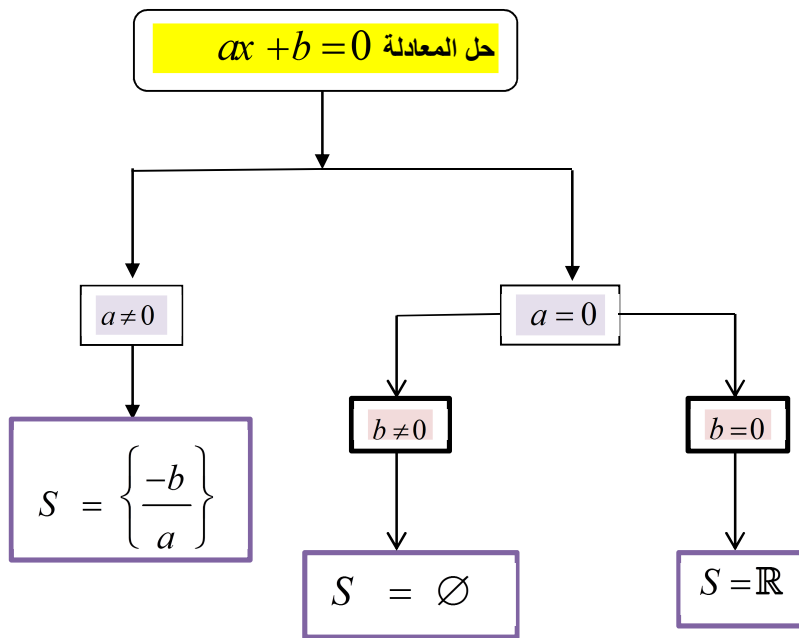 حل المعادلة ax + b = 0
a ≠ 0
a = 0
b ≠ 0
b = 0
S = {-b/a}
S = ∅
S = ℝ